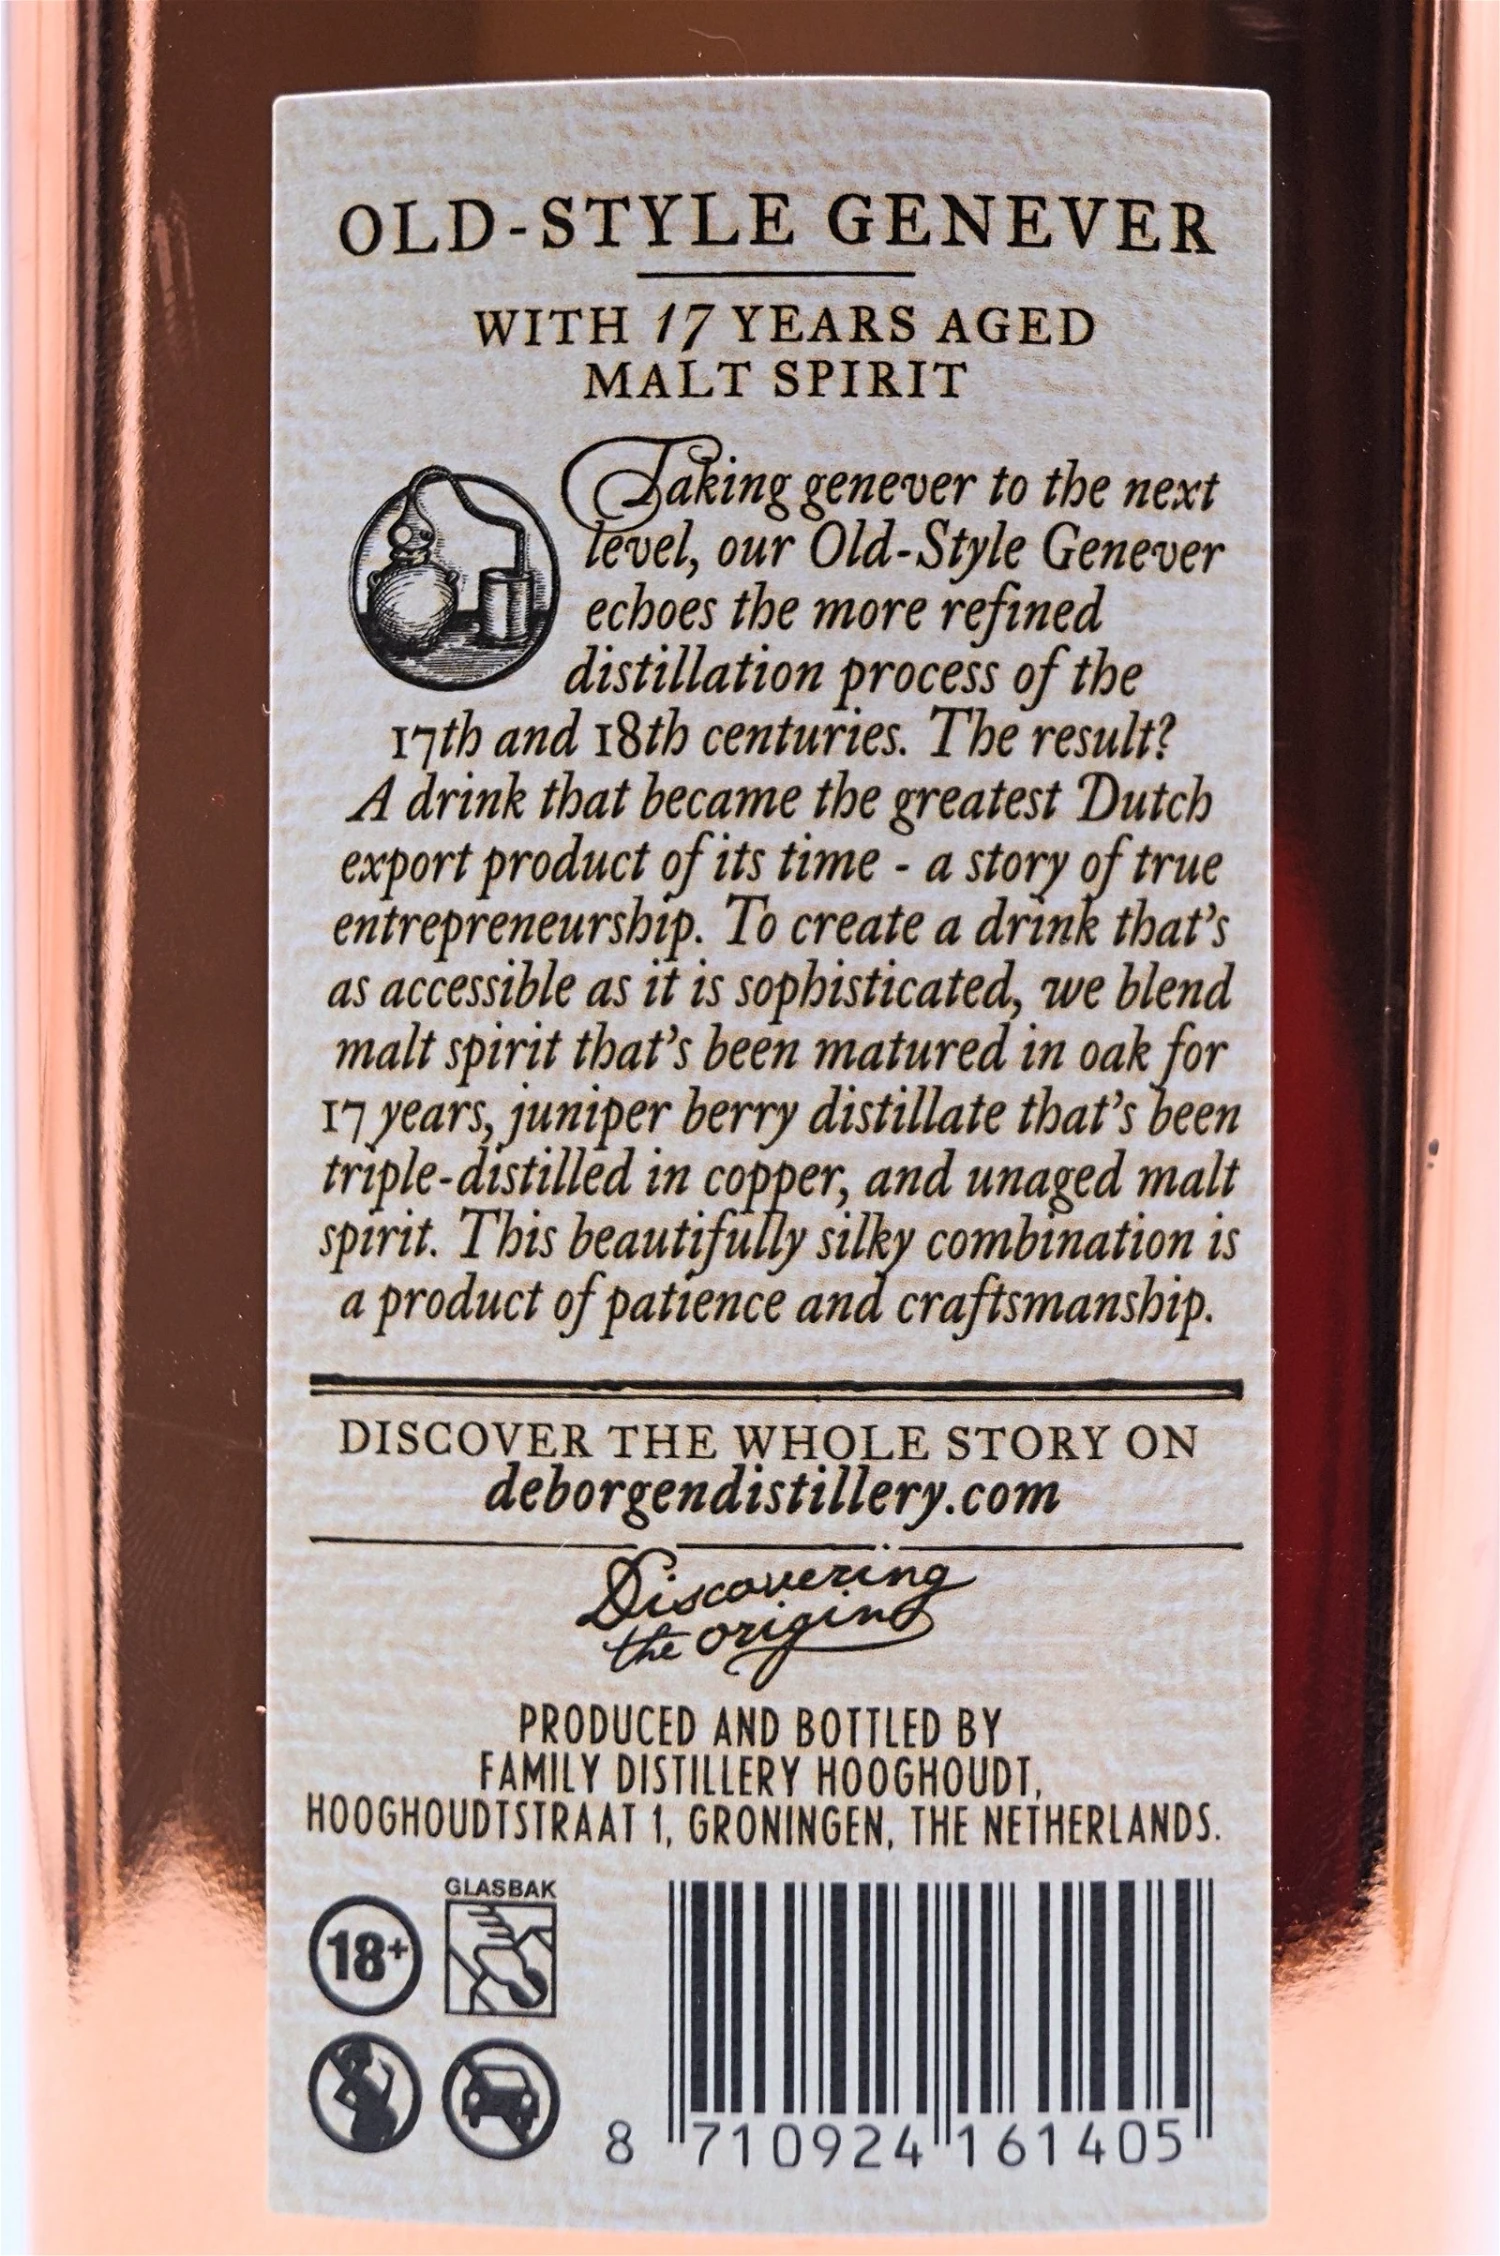 OLD-STYLE GENEVER
WITH 17 YEARS AGED
MALT SPIRIT
Taking genever to the next
level, our Old-Style Genever
echoes the more refined
distillation process of the
17th and 18th centuries. The result?
A drink that became the greatest Dutch
export product of its time - a story of true
entrepreneurship. To create a drink that's
as accessible as it is sophisticated, we blend
malt spirit that's been matured in oak for
17 years, juniper berry distillate that's been
triple-distilled in copper, and unaged malt
spirit. This beautifully silky combination is
a product of patience and craftsmanship.
DISCOVER THE WHOLE STORY ON
deborgendistillery.com
Discovering
the origins
PRODUCED AND BOTTLED BY
FAMILY DISTILLERY HOOGHOUDT,
HOOGHOUDTSTRAAT 1, GRONINGEN, THE NETHERLANDS.
GLASBAK
18+
8 710924 161405